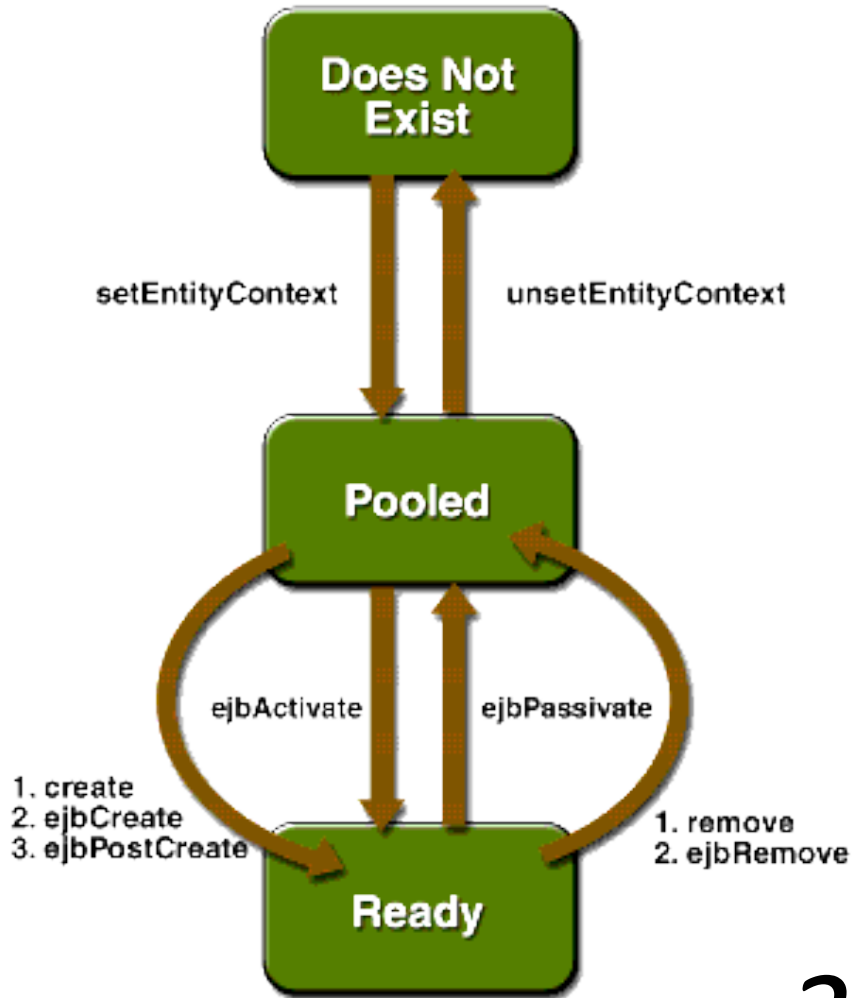 Does Not
Exist
setEntityContext
unsetEntityContext
Pooled
ejbActivate
ejbPassivate
1. create
2. ejbCreate
3. ejbPostCreate
1. remove
2. ejbRemove
Ready